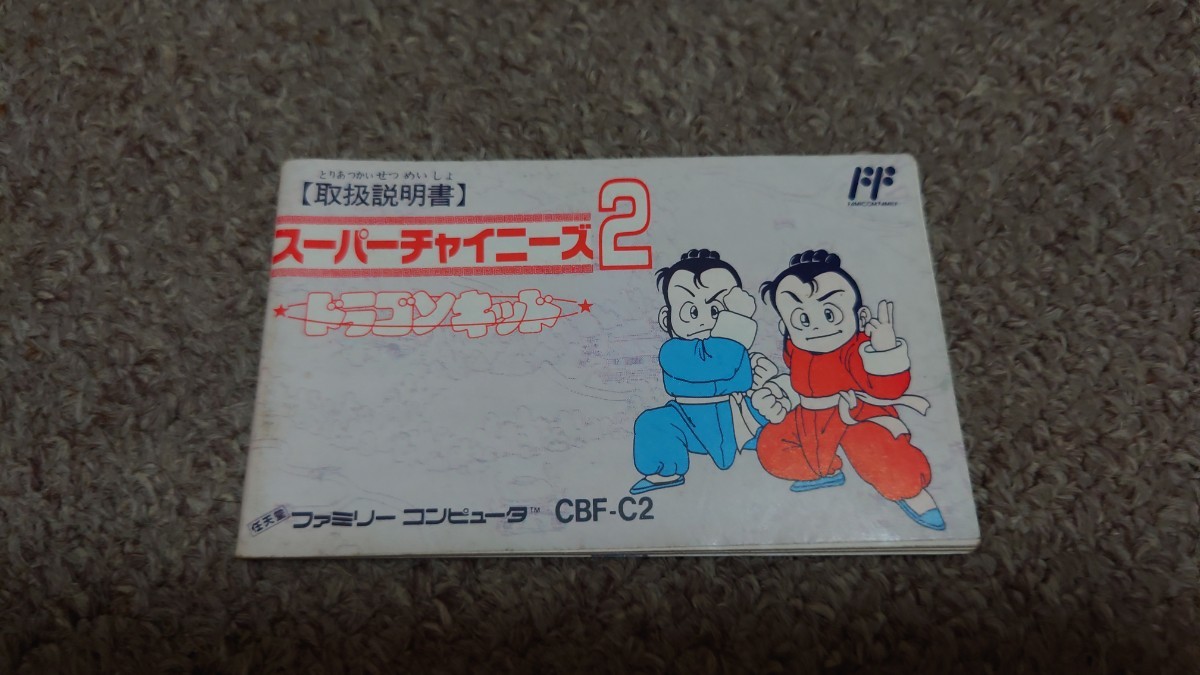 とりあつかいせつめいしょ
【取扱説明書】
スーパーチャイニーズ2
★ドラゴンキッド★
任天堂 ファミリー コンピュータ™ CBF-C2